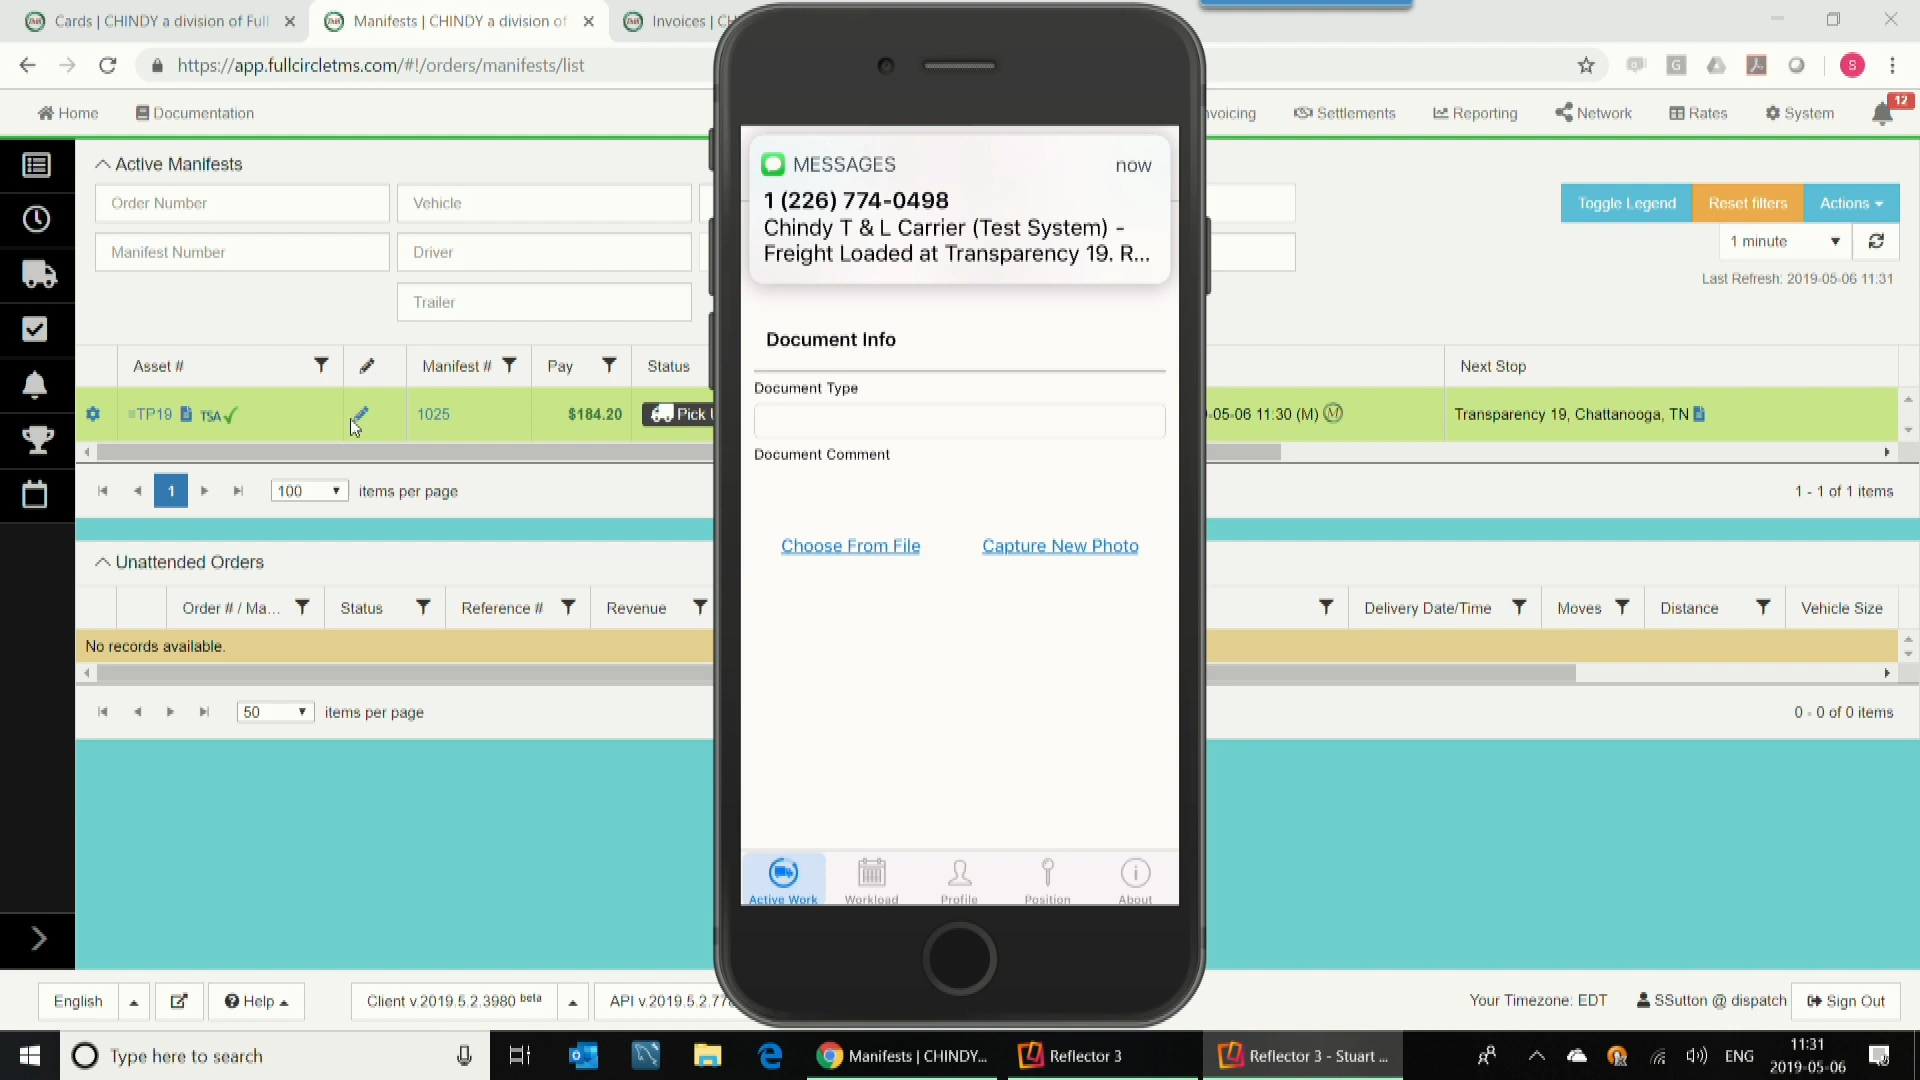 Cards | CHINDY a division of Full
Manifests | CHINDY a division of
Invoices | CH
https://app.fullcircletms.com/#!/orders/manifests/list
S
Home
Documentation
nvoicing
Settlements
Reporting
Network
Rates
System
12
Active Manifests
Order Number
Vehicle
Manifest Number
Driver
Trailer
Toggle Legend
Reset filters
Actions
1 minute
Last Refresh: 2019-05-06 11:31
MESSAGES
now
1 (226) 774-0498
Chindy T & L Carrier (Test System) -
Freight Loaded at Transparency 19. R...
Document Info
Document Type
Document Comment
Choose From File
Capture New Photo
Active Work
Workload
Profile
Position
About
Asset #
Manifest #
Pay
Status
Next Stop
TP19
TSA
1025
$184.20
Pick U
-05-06 11:30 (M)
M
Transparency 19, Chattanooga, TN
1
100
items per page
1 - 1 of 1 items
Unattended Orders
Order # / Ma...
Status
Reference #
Revenue
Delivery Date/Time
Moves
Distance
Vehicle Size
No records available.
50
items per page
0 - 0 of 0 items
English
Help
Client v.2019.5.2.3980 beta
API v.2019.5.2.77
Your Timezone: EDT
SSutton @ dispatch
Sign Out
Type here to search
Manifests | CHINDY...
Reflector 3
Reflector 3 - Stuart ...
ENG
11:31
2019-05-06